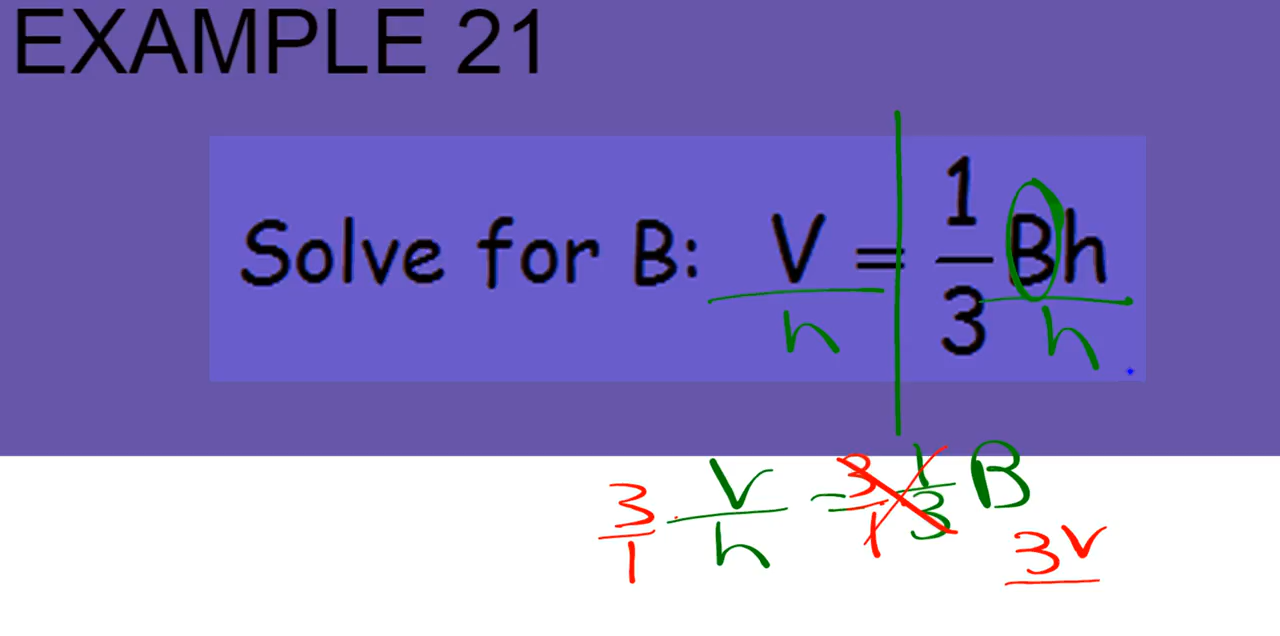 EXAMPLE 21
Solve for B: V = 1/3 Bh
h h
3/1 · V/h = 3/1 1/3 B
3V